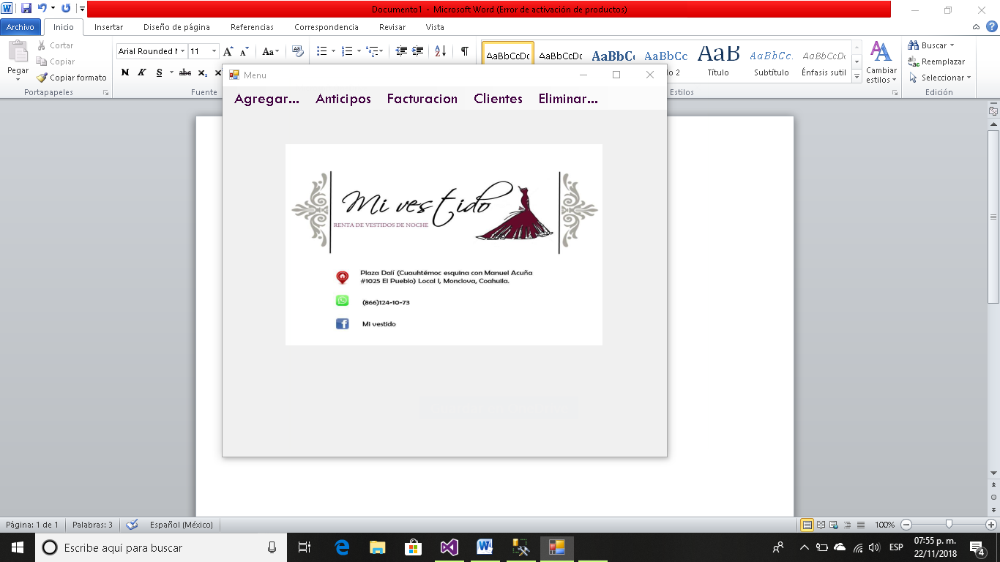 Documento1 - Microsoft Word (Error de activación de productos)
Archivo Inicio Insertar Diseño de página Referencias Correspondencia Revisar Vista
Pegar
Cortar
Copiar
Copiar formato
Portapapeles
Arial Rounded 11
Fuente
AaBbCcDc AaBbCcDc AaBbCc AaBbCc AaB AaBbCc. AaBbCcDc
2 Título Subtítulo Énfasis sutil
Estilos
Cambiar
estilos
Buscar
Reemplazar
Seleccionar
Edición
Menu
Agregar... Anticipos Facturacion Clientes Eliminar...
Mi vestido
RENTA DE VESTIDOS DE NOCHE
Plaza Dalí (Cuauhtémoc esquina con Manuel Acuña
#1025 El Pueblo) Local I, Monclova, Coahuila.
(866)124-10-73
Mi vestido
Página: 1 de 1 Palabras: 3 Español (México) 100%
Escribe aquí para buscar
ESP
07:55 p. m.
22/11/2018
4